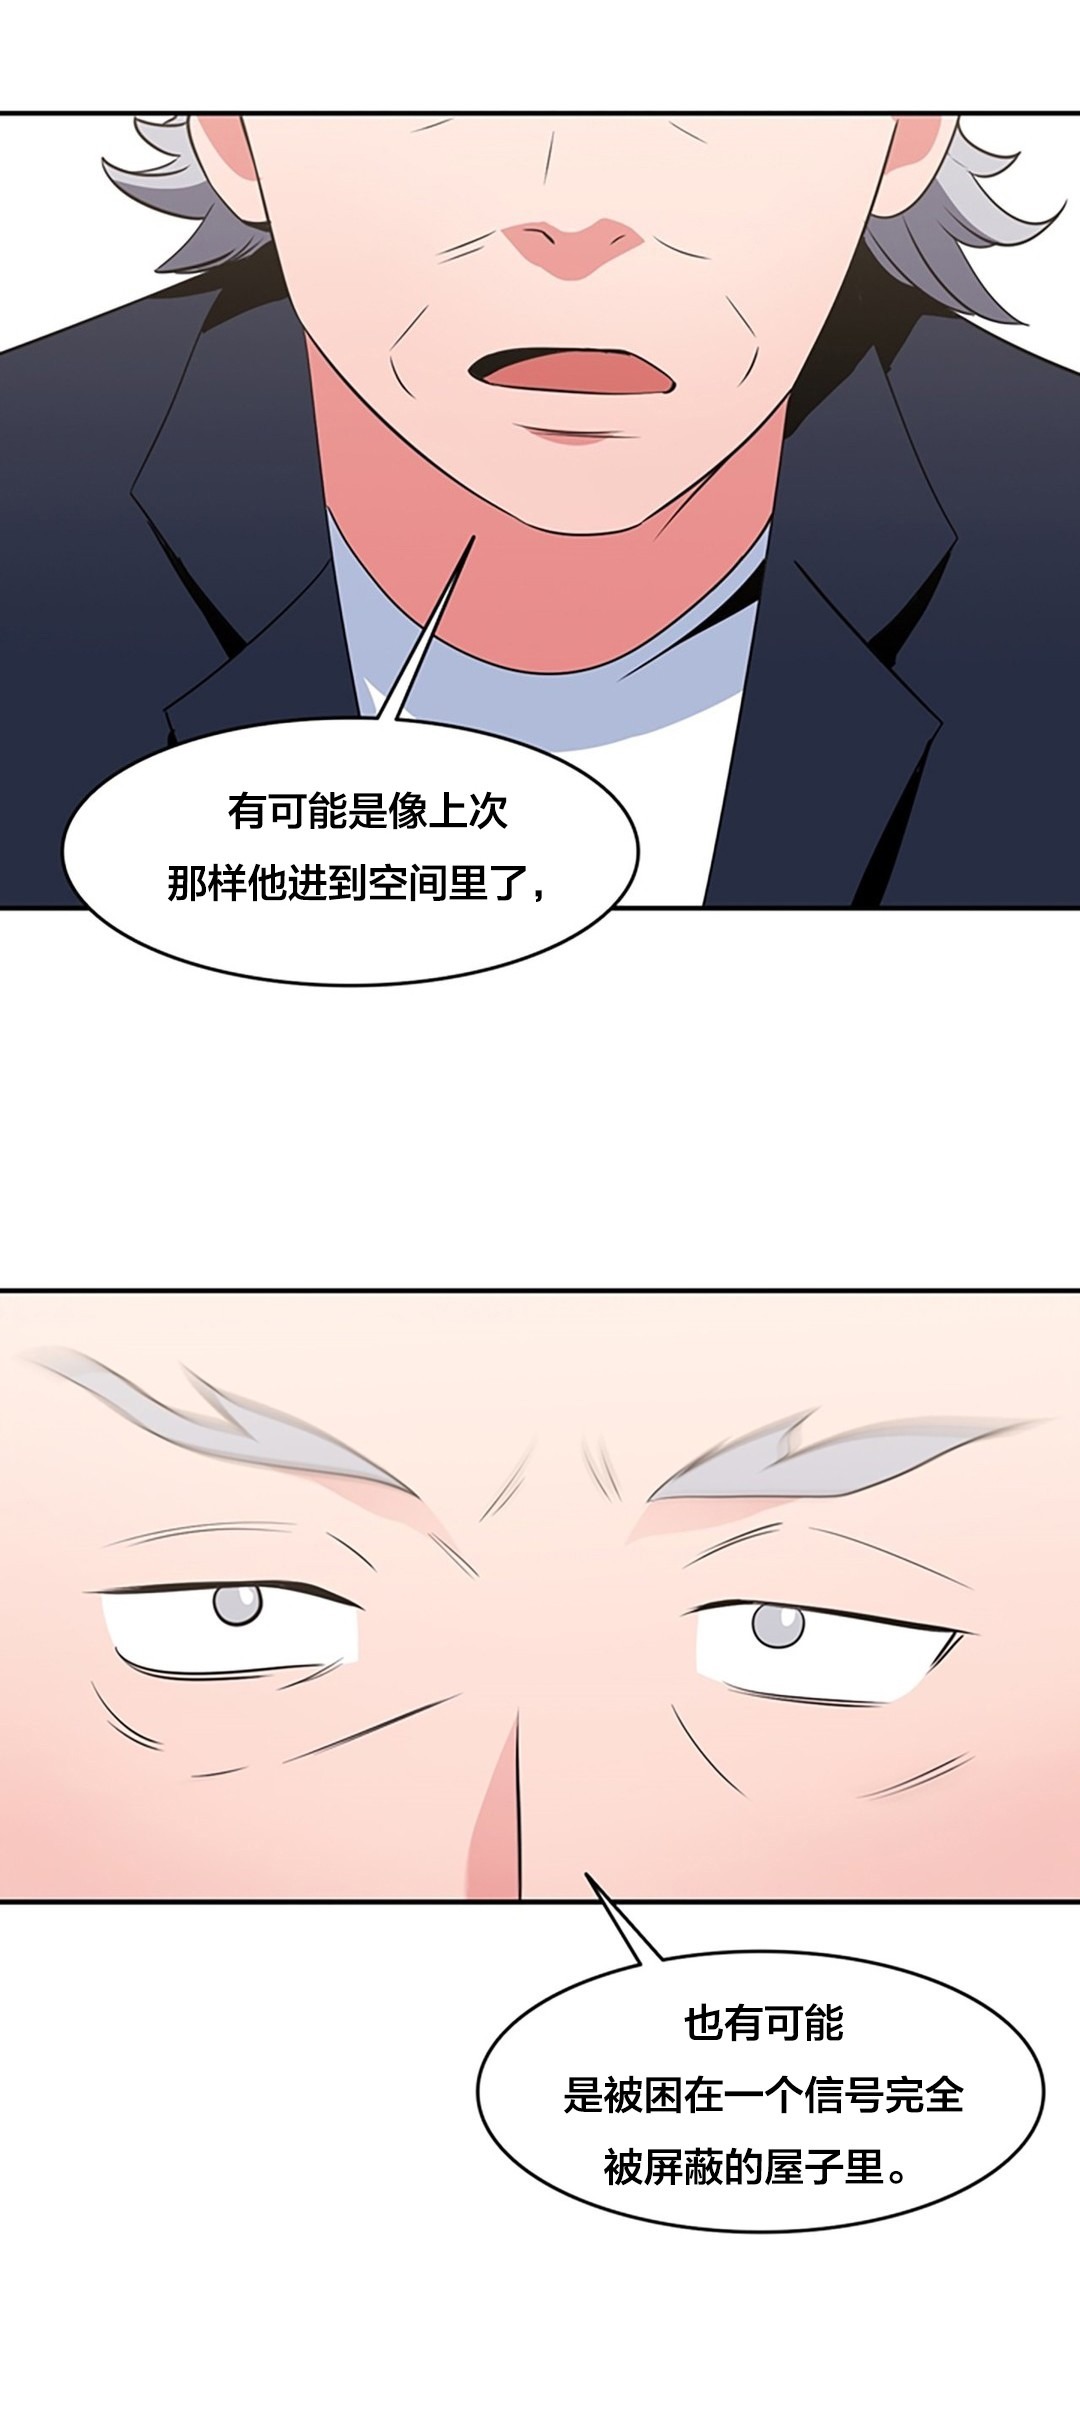 有可能是像上次
那样他进到空间里了，
也有可能
是被困在一个信号完全
被屏蔽的屋子里。